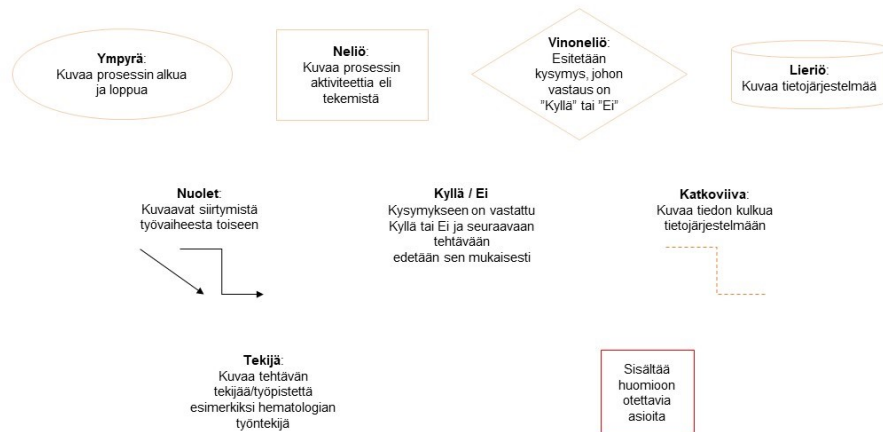 Ympyrä:
Kuvaa prosessin alkua
ja loppua
Neliö:
Kuvaa prosessin
aktiviteettia eli
tekemistä
Vinoneliö:
Esitetään
kysymys, johon
vastaus on
”Kyllä” tai ”Ei”
Lieriö:
Kuvaa tietojärjestelmää
Nuolet:
Kuvaavat siirtymistä
työvaiheesta toiseen
Kyllä / Ei
Kysymykseen on vastattu
Kyllä tai Ei ja seuraavaan
tehtävään
edetään sen mukaisesti
Katkoviiva:
Kuvaa tiedon kulkua
tietojärjestelmään
Tekijä:
Kuvaa tehtävän
tekijää/työpistettä
esimerkiksi hematologian
työntekijä
Sisältää
huomioon
otettavia
asioita